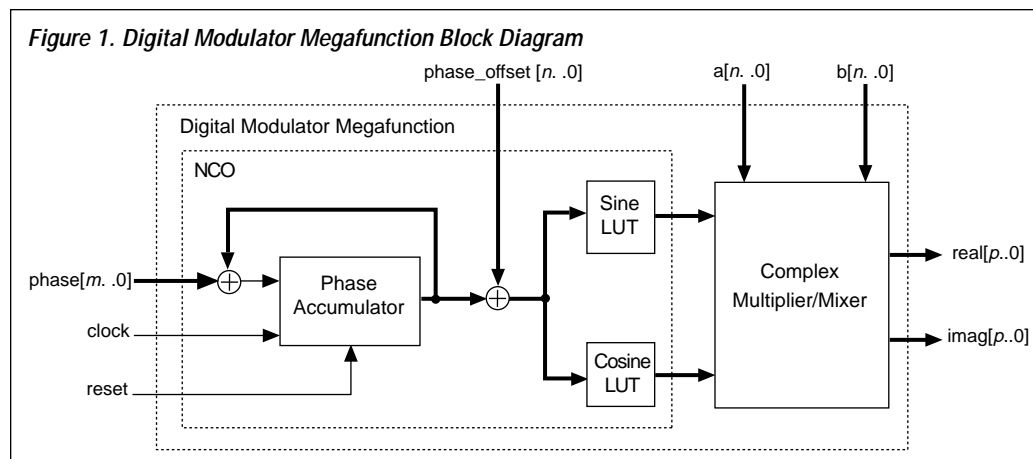 Figure 1. Digital Modulator Megafunction Block Diagram
phase_offset [n. .0]
a[n. .0]
b[n. .0]
Digital Modulator Megafunction
NCO
Sine
LUT
phase[m. .0]
Phase
Accumulator
Complex
Multiplier/Mixer
real[p..0]
clock
imag[p..0]
Cosine
LUT
reset